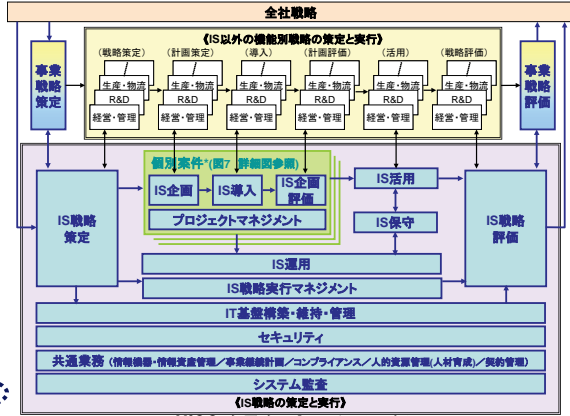 全社戦略
《IS以外の機能別戦略の策定と実行》
(戦略策定) (計画策定) (導入) (計画評価) (活用) (戦略評価)
事業
戦略
策定
生産・物流 生産・物流 生産・物流 生産・物流 生産・物流 生産・物流
R&D R&D R&D R&D R&D R&D
経営・管理 経営・管理 経営・管理 経営・管理 経営・管理 経営・管理
事業
戦略
評価
個別案件*(図7 詳細図参照)
IS戦略
策定
IS企画 IS導入 IS企画
評価
プロジェクトマネジメント
IS活用
IS保守
IS戦略
評価
IS運用
IS戦略実行マネジメント
IT基盤構築・維持・管理
セキュリティ
共通業務(情報機器・情報資産管理/事業継続計画/コンプライアンス/人的資源管理(人材育成)/契約管理)
システム監査
《IS戦略の策定と実行》